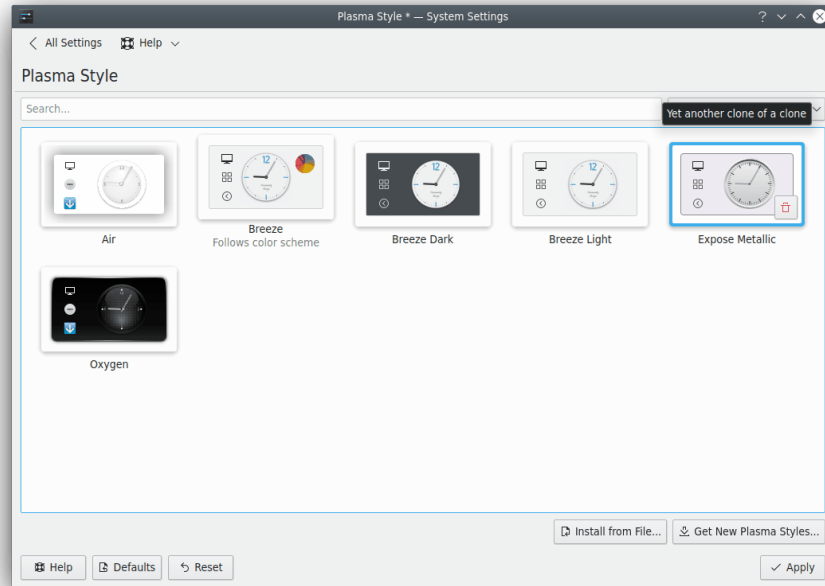 Plasma Style * — System Settings
All Settings
Help
Plasma Style
Search...
Yet another clone of a clone
12
12
12
Air
Breeze
Follows color scheme
Breeze Dark
Breeze Light
Expose Metallic
Oxygen
Install from File...
Get New Plasma Styles...
Help
Defaults
Reset
Apply